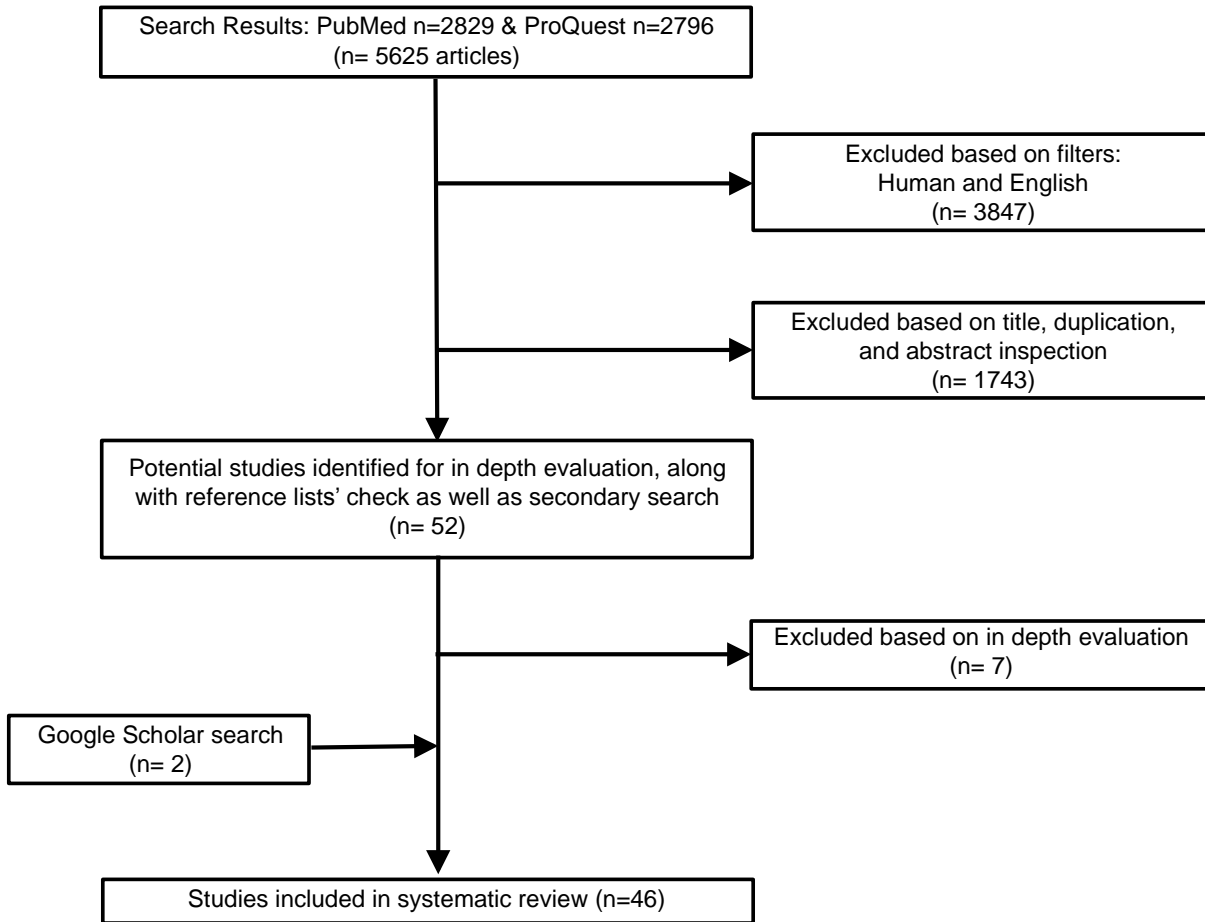 Search Results: PubMed n=2829 & ProQuest n=2796
(n= 5625 articles)
Excluded based on filters:
Human and English
(n= 3847)
Excluded based on title, duplication,
and abstract inspection
(n= 1743)
Potential studies identified for in depth evaluation, along
with reference lists’ check as well as secondary search
(n= 52)
Excluded based on in depth evaluation
(n= 7)
Google Scholar search
(n= 2)
Studies included in systematic review (n=46)